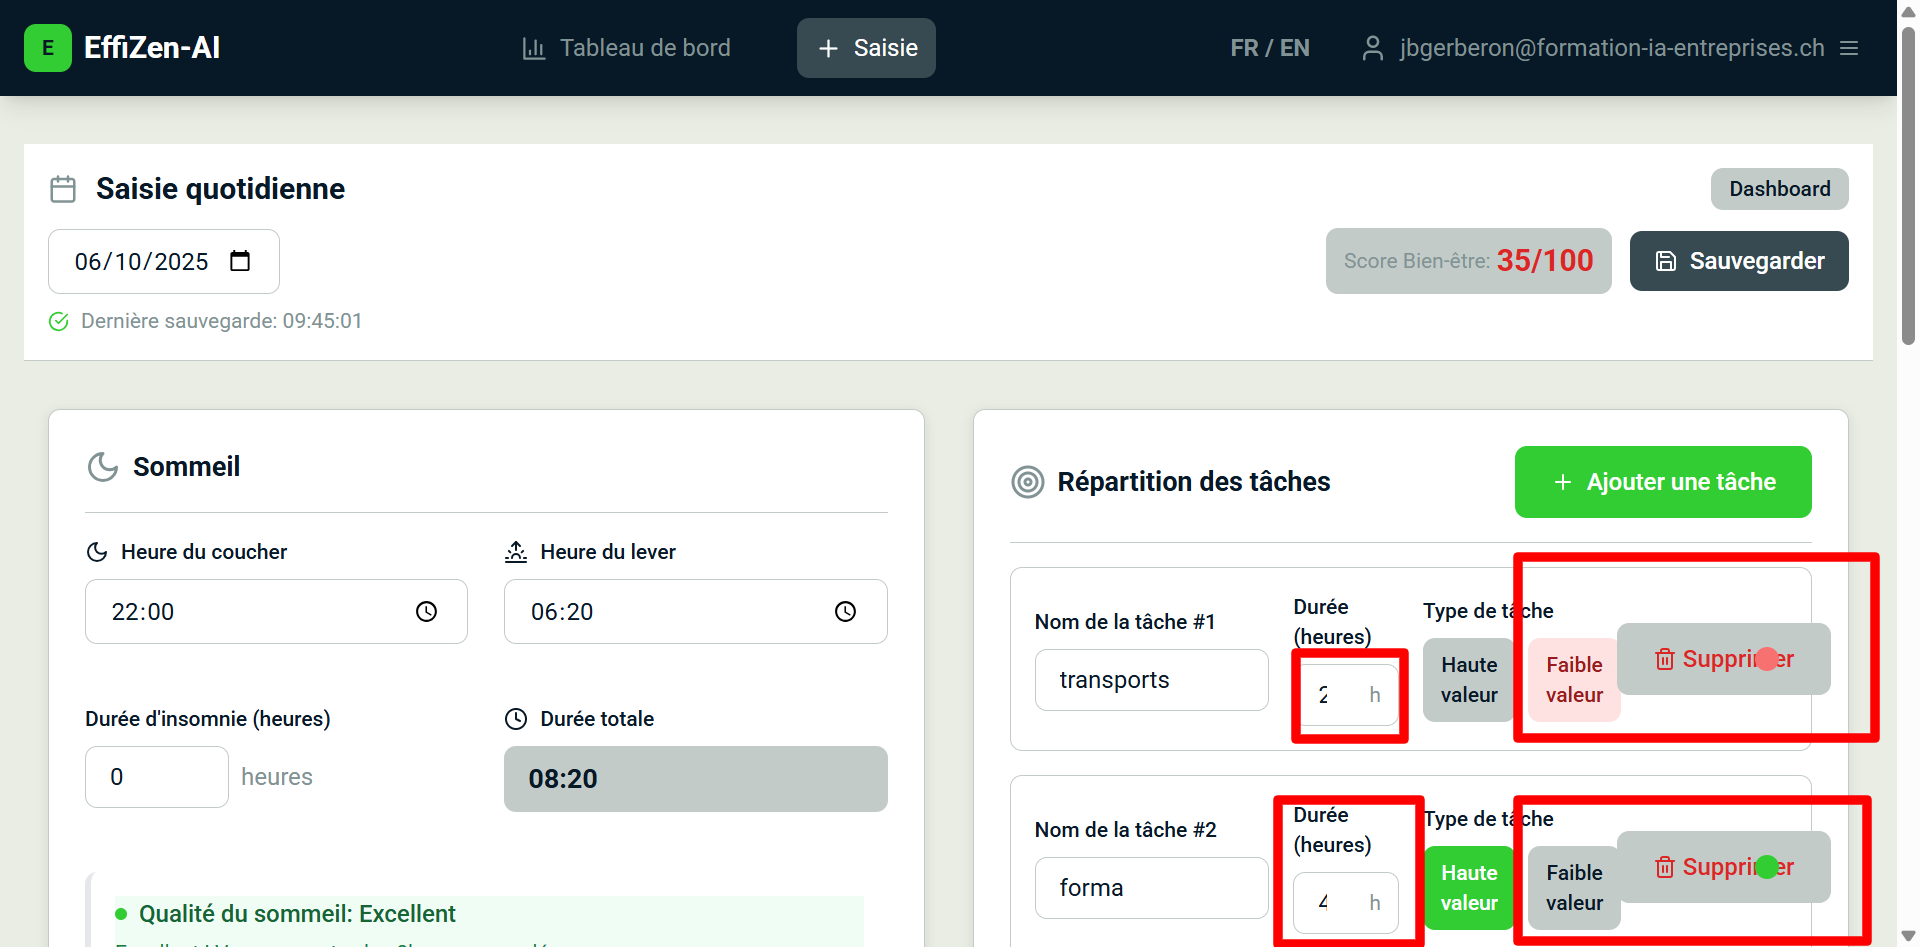 E EffiZen-AI Tableau de bord + Saisie FR / EN jbgerberon@formation-ia-entreprises.ch
Saisie quotidienne Dashboard
06/10/2025 Score Bien-être: 35/100 Sauvegarder
Dernière sauvegarde: 09:45:01
Sommeil
Heure du coucher Heure du lever
22:00 06:20
Durée d'insomnie (heures) Durée totale
0 heures 08:20
Qualité du sommeil: Excellent
Répartition des tâches + Ajouter une tâche
Nom de la tâche #1
transports
Durée
(heures)
2 h
Type de tâche
Haute
valeur
Faible
valeur
Supprimer
Nom de la tâche #2
forma
Durée
(heures)
4 h
Type de tâche
Haute
valeur
Faible
valeur
Supprimer